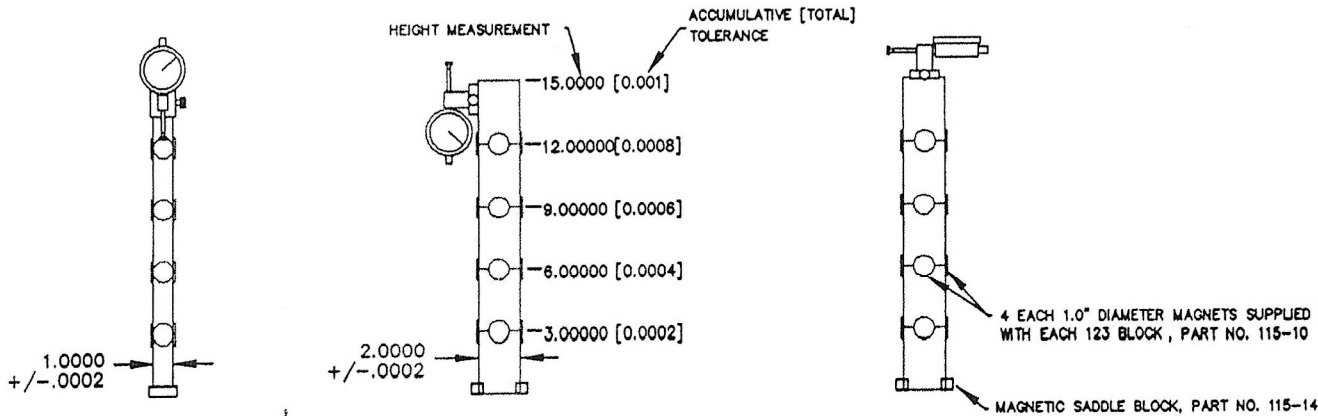 HEIGHT MEASUREMENT
ACCUMULATIVE [TOTAL]
TOLERANCE
15.0000 [0.001]
12.00000[0.0008]
9.00000 [0.0006]
6.00000 [0.0004]
3.00000 [0.0002]
1.0000
+/-.0002
2.0000
+/-.0002
4 EACH 1.0" DIAMETER MAGNETS SUPPLIED
WITH EACH 123 BLOCK , PART NO. 115-10
MAGNETIC SADDLE BLOCK, PART NO. 115-14